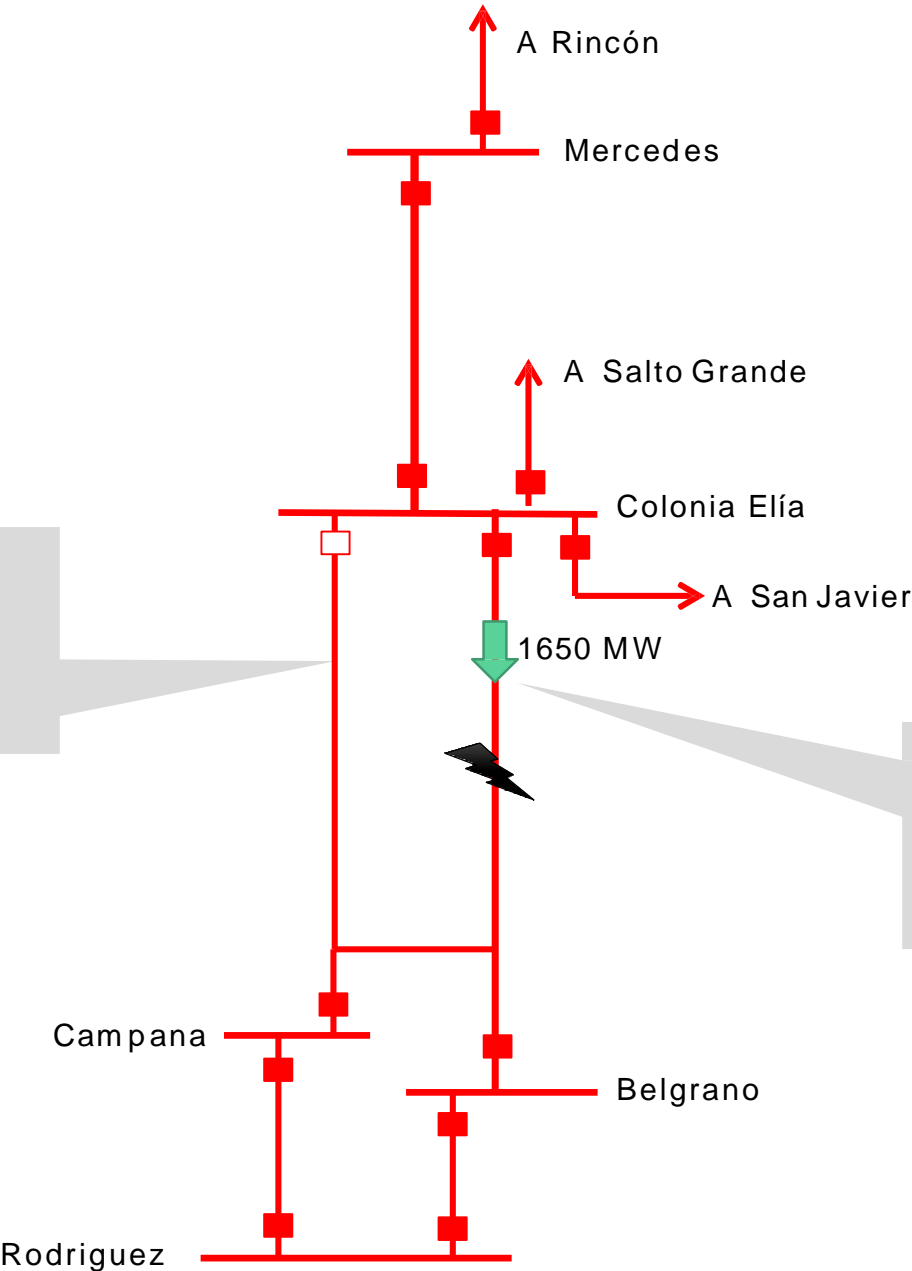 A Rincón
Mercedes
A Salto Grande
Colonia Elía
A San Javier
1650 MW
Campana
Belgrano
Rodriguez